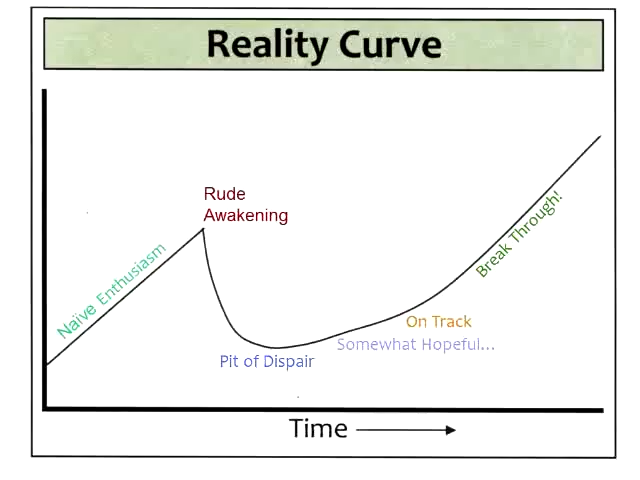 Reality Curve
Rude
Awakening
Naïve Enthusiasm
Break Through!
On Track
Somewhat Hopeful...
Pit of Dispair
Time